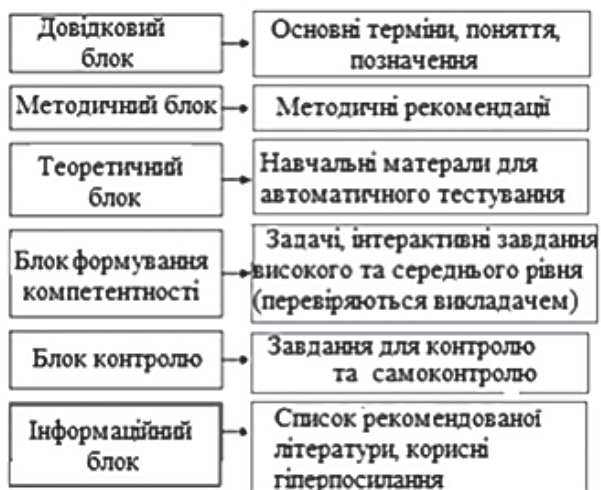 Довідковий
блок
Основні терміни, поняття,
позначення
Методичний блок
Методичні рекомендації
Теоретичний
блок
Навчальні матерали для
автоматичного тестування
Блок формування
компетентності
Задачі, інтерактивні завдання
високого та середнього рівня
(перевіряються викладачем)
Блок контролю
Завдання для контролю
та самоконтролю
Інформаційний
блок
Список рекомендованої
літератури, корисні
гіперпосилання